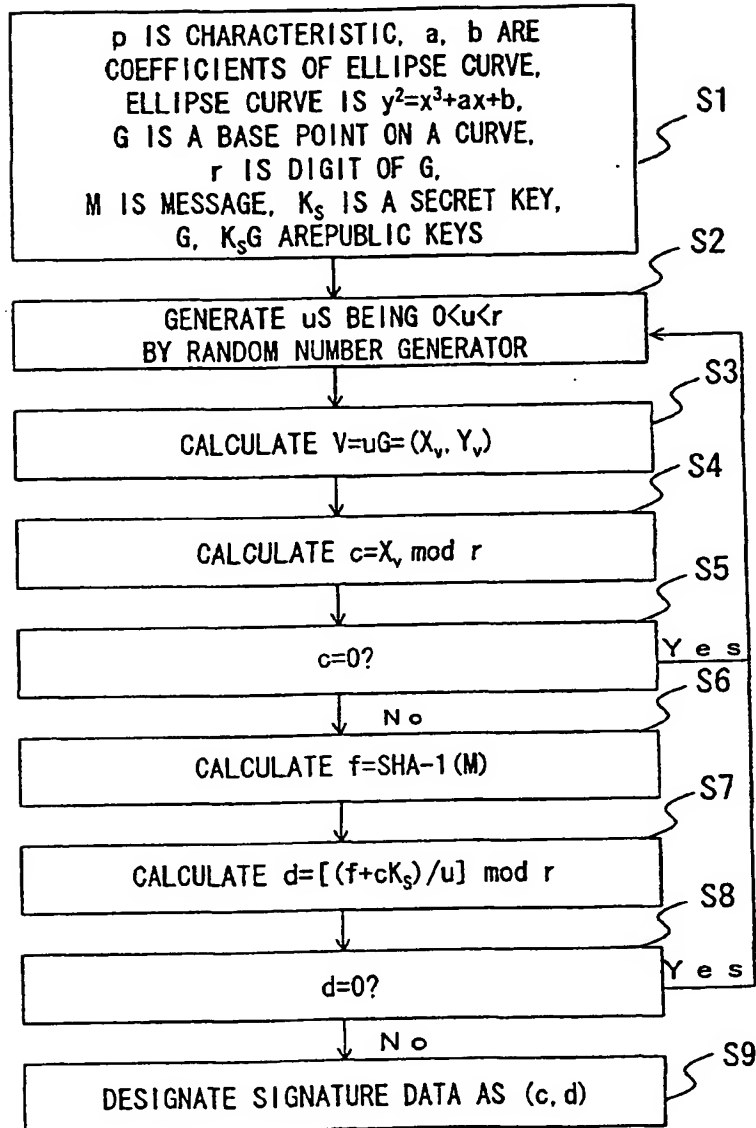 p IS CHARACTERISTIC, a, b ARE
COEFFICIENTS OF ELLIPSE CURVE,
ELLIPSE CURVE IS y²=x³+ax+b,
G IS A BASE POINT ON A CURVE,
r IS DIGIT OF G,
M IS MESSAGE, Kₛ IS A SECRET KEY,
G, KₛG AREPUBLIC KEYS
S1
S2
GENERATE uS BEING 0<u<r
BY RANDOM NUMBER GENERATOR
S3
CALCULATE V=uG=(Xᵥ, Yᵥ)
S4
CALCULATE c=Xᵥ mod r
S5
c=0?
Yes
No
S6
CALCULATE f=SHA-1(M)
S7
CALCULATE d=[(f+cKₛ)/u] mod r
S8
d=0?
Yes
No
S9
DESIGNATE SIGNATURE DATA AS (c, d)